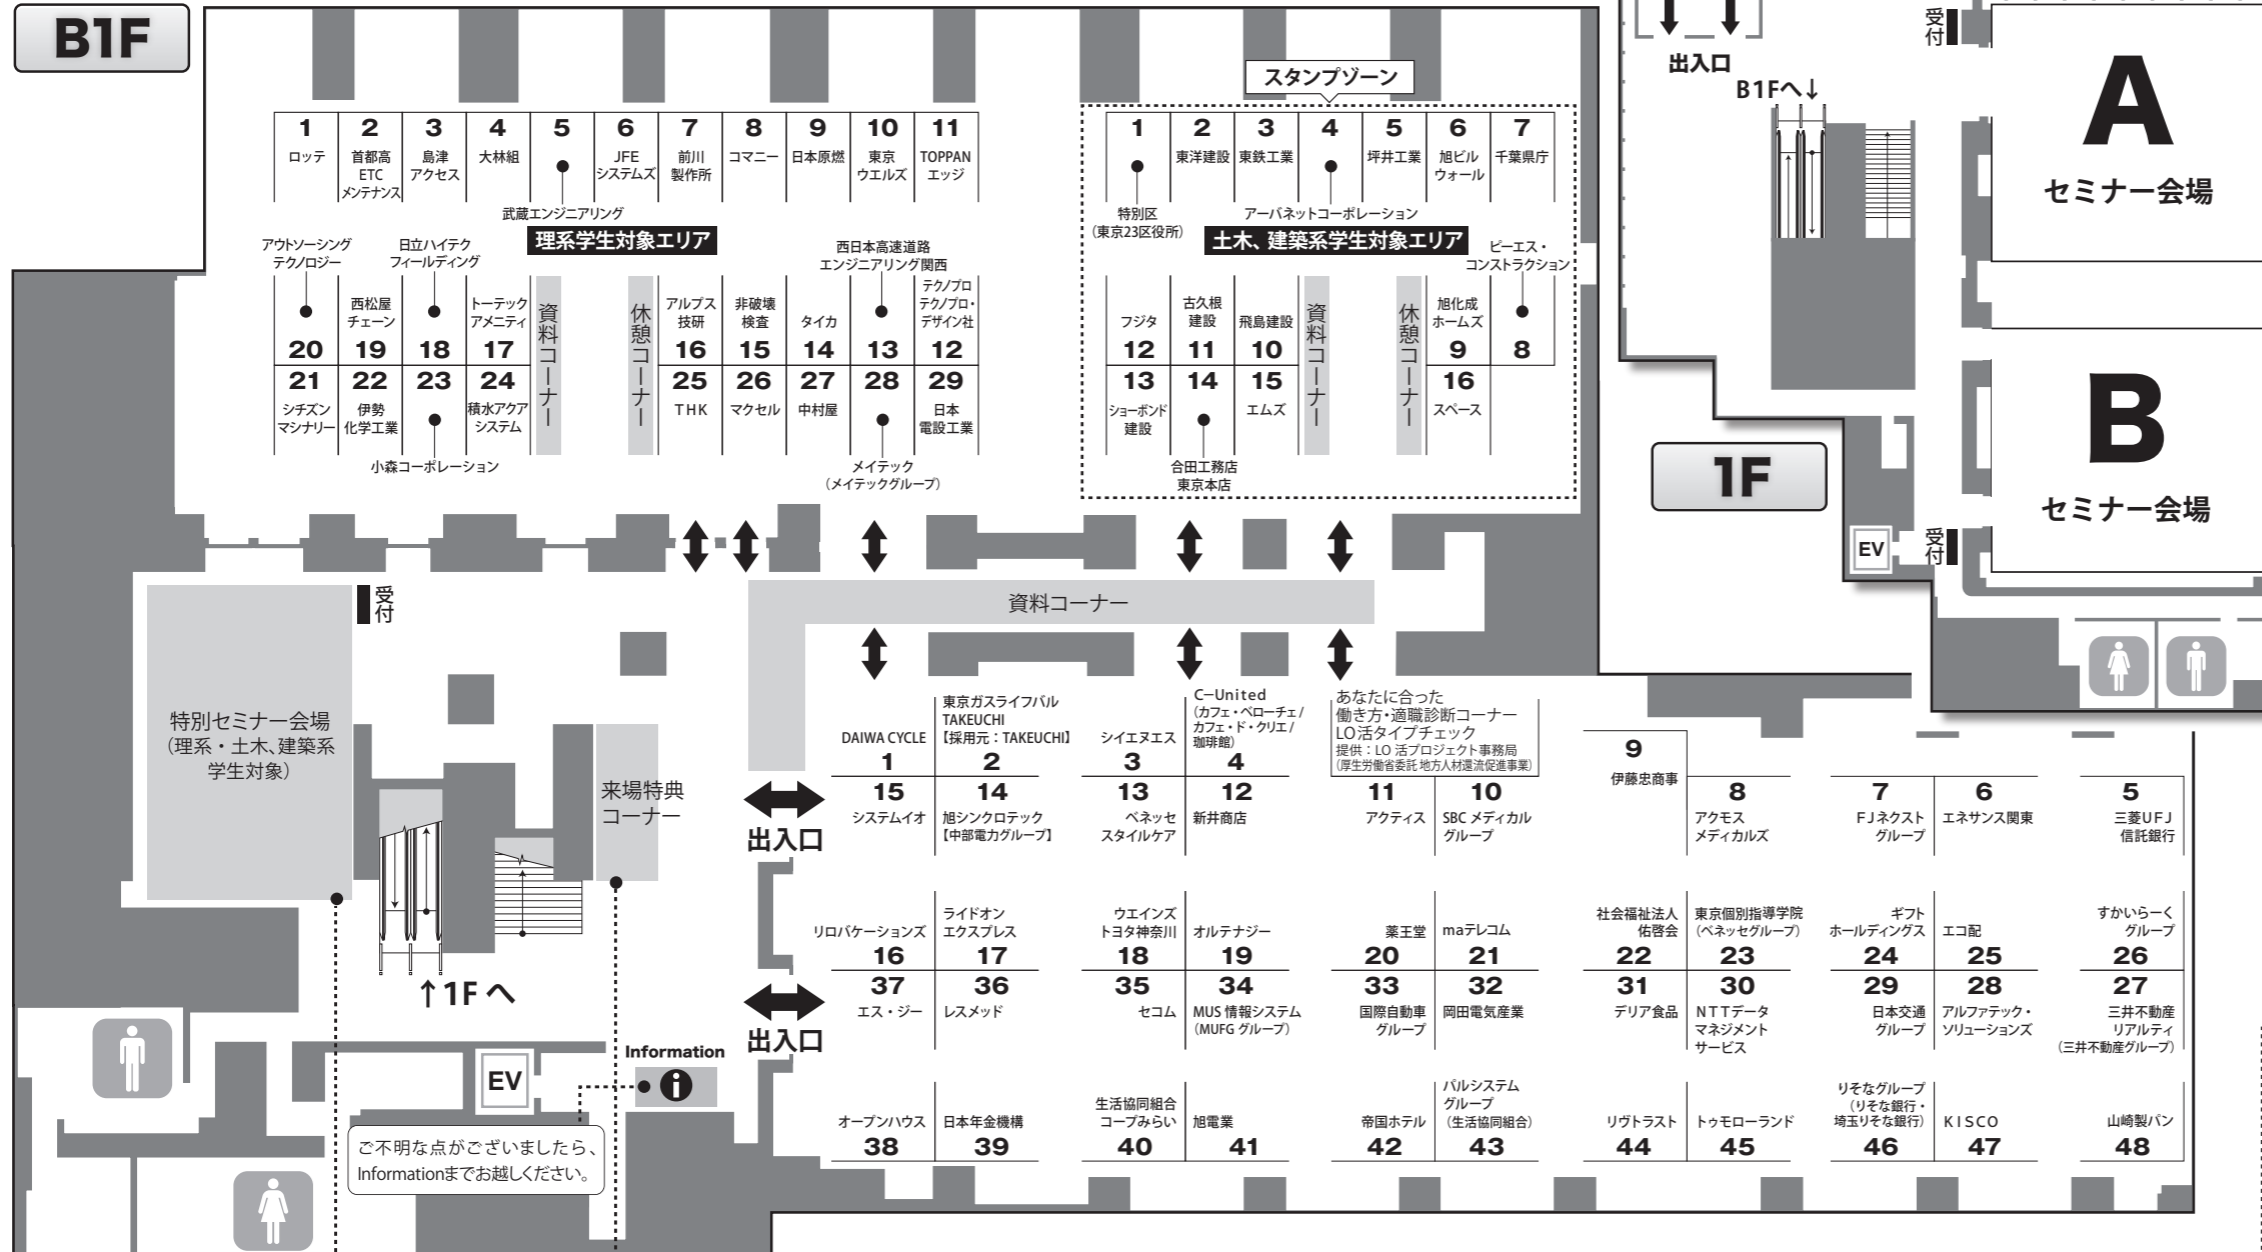 B1F
スタンプゾーン
1
ロッテ
2
首都高
ETC
メンテナンス
3
島津
アクセス
4
大林組
5
武蔵エンジニアリング
6
JFE
システムズ
7
前川
製作所
8
コマニー
9
日本原燃
10
東京
ウエルズ
11
TOPPAN
エッジ
理系学生対象エリア
アウトソーシング
テクノロジー
20
西松屋
チェーン
19
日立ハイテク
フィールディング
18
トーテック
アメニティ
17
資料コーナー
休憩コーナー
アルプス
技研
16
非破壊
検査
15
タイカ
14
西日本高速道路
エンジニアリング関西
13
テクノプロ
テクノプロ・
デザイン社
12
21
シチズン
マシナリー
22
伊勢
化学工業
23
小森コーポレーション
24
積水アクア
システム
25
THK
26
マクセル
27
中村屋
28
メイテック
（メイテックグループ）
29
日本
電設工業
1
特別区
（東京23区役所）
2
東洋建設
3
東鉄工業
4
アーバネットコーポレーション
5
坪井工業
6
旭ビル
ウォール
7
千葉県庁
土木、建築系学生対象エリア
フジタ
12
古久根
建設
11
飛島建設
10
資料コーナー
休憩コーナー
旭化成
ホームズ
9
ピーエス・
コンストラクション
8
13
ショーボンド
建設
14
合田工務店
東京本店
15
エムズ
16
スペース
出入口
B1Fへ↓
受付
A
セミナー会場
B
セミナー会場
1F
EV
受付
受付
資料コーナー
特別セミナー会場
（理系・土木、建築系
学生対象）
来場特典
コーナー
↑1F へ
出入口
出入口
EV
Information
i
ご不明な点がございましたら、
Informationまでお越しください。
DAIWA CYCLE
1
東京ガスライフバル
TAKEUCHI
【採用元：TAKEUCHI】
2
シイエヌエス
3
C−United
（カフェ・ベローチェ/
カフェ・ド・クリエ/
珈琲館）
4
あなたに合った
働き方・適職診断コーナー
LO活タイプチェック
提供：LO 活プロジェクト事務局
（厚生労働省委託 地方人材還流促進事業）
9
伊藤忠商事
15
システムイオ
14
旭シンクロテック
【中部電力グループ】
13
ベネッセ
スタイルケア
12
新井商店
11
アクティス
10
SBC メディカル
グループ
8
アクモス
メディカルズ
7
ＦＪネクスト
グループ
6
エネサンス関東
5
三菱ＵＦＪ
信託銀行
リロバケーションズ
16
ライドオン
エクスプレス
17
ウエインズ
トヨタ神奈川
18
オルテナジー
19
薬王堂
20
maテレコム
21
社会福祉法人
佑啓会
22
東京個別指導学院
（ベネッセグループ）
23
ギフト
ホールディングス
24
エコ配
25
すかいらーく
グループ
26
37
エス・ジー
36
レスメッド
35
セコム
34
MUS 情報システム
（MUFG グループ）
33
国際自動車
グループ
32
岡田電気産業
31
デリア食品
30
ＮＴＴデータ
マネジメント
サービス
29
日本交通
グループ
28
アルファテック・
ソリューションズ
27
三井不動産
リアルティ
（三井不動産グループ）
オープンハウス
38
日本年金機構
39
生活協同組合
コープみらい
40
旭電業
41
帝国ホテル
42
パルシステム
グループ
（生活協同組合）
43
リヴトラスト
44
トゥモローランド
45
りそなグループ
（りそな銀行・
埼玉りそな銀行）
46
ＫＩＳＣＯ
47
山崎製パン
48